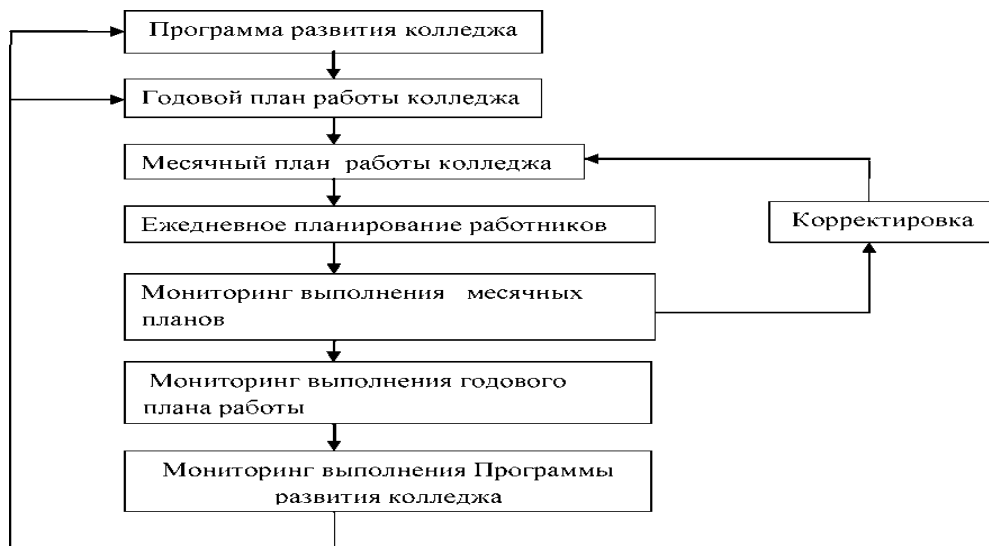 Программа развития колледжа
Годовой план работы колледжа
Месячный план работы колледжа
Ежедневное планирование работников
Корректировка
Мониторинг выполнения месячных
планов
Мониторинг выполнения годового
плана работы
Мониторинг выполнения Программы
развития колледжа